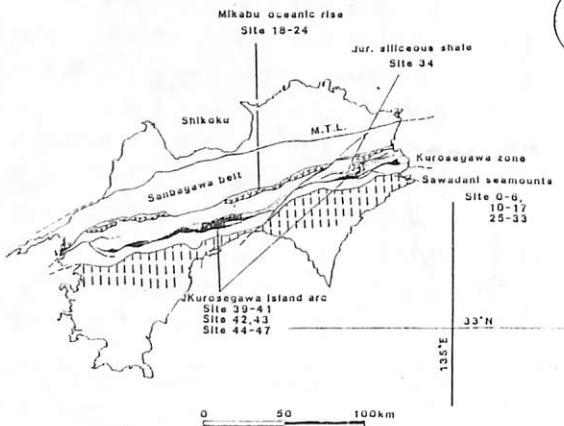 Mikabu oceanic rise
Site 18-24
Jur. siliceous shale
Site 34
Shikoku
M.T.L.
Sanbagawa belt
Kurosegawa zone
Sawadani seamounts
Site 0-6,
10-17
25-33
Kurosegawa Island arc
Site 39-41
Site 42,43
Site 44-47
33°N
135°E
0 50 100km